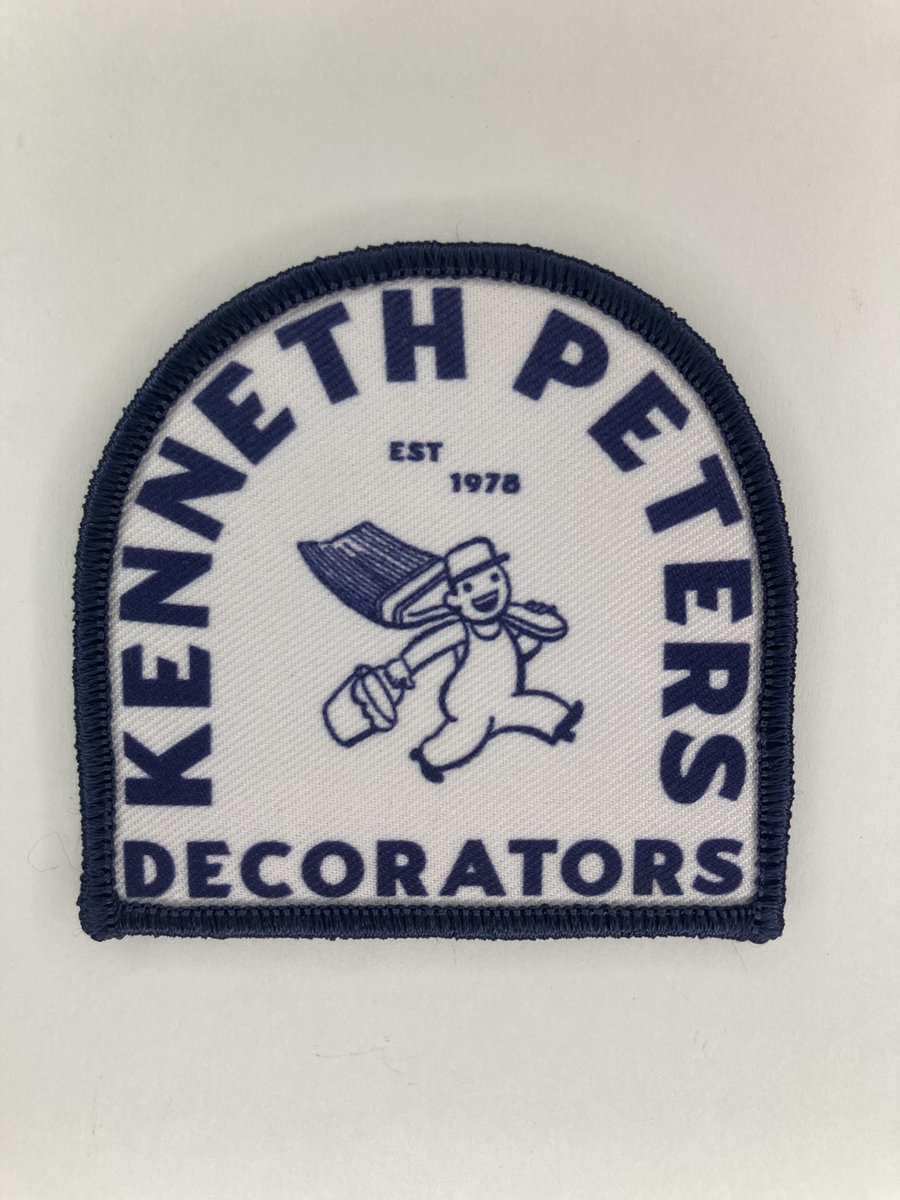 KENNETH PETERS
EST
1978
DECORATORS